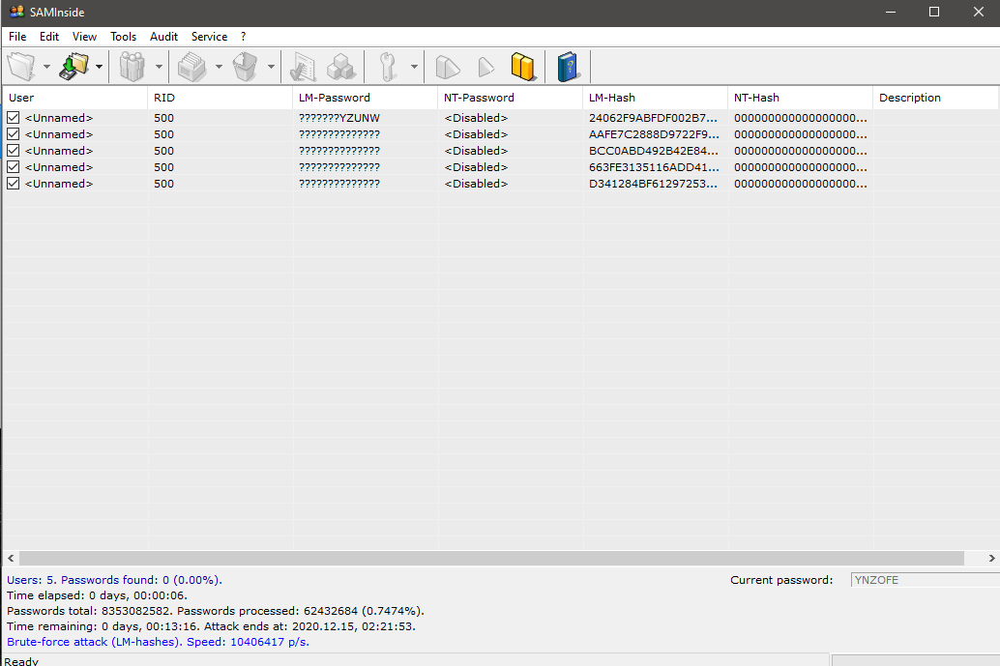 SAMInside
File Edit View Tools Audit Service ?
User RID LM-Password NT-Password LM-Hash NT-Hash Description
<Unnamed> 500 ???????YZUNW <Disabled> 24062F9ABFDF002B7... 000000000000000000...
<Unnamed> 500 ?????????????? <Disabled> AAFE7C2888D9722F9... 000000000000000000...
<Unnamed> 500 ?????????????? <Disabled> BCC0ABD492B42E84... 000000000000000000...
<Unnamed> 500 ?????????????? <Disabled> 663FE3135116ADD41... 000000000000000000...
<Unnamed> 500 ?????????????? <Disabled> D341284BF61297253... 000000000000000000...
Users: 5. Passwords found: 0 (0.00%).
Current password: YNZOFE
Time elapsed: 0 days, 00:00:06.
Passwords total: 8353082582. Passwords processed: 62432684 (0.7474%).
Time remaining: 0 days, 00:13:16. Attack ends at: 2020.12.15, 02:21:53.
Brute-force attack (LM-hashes). Speed: 10406417 p/s.
Ready